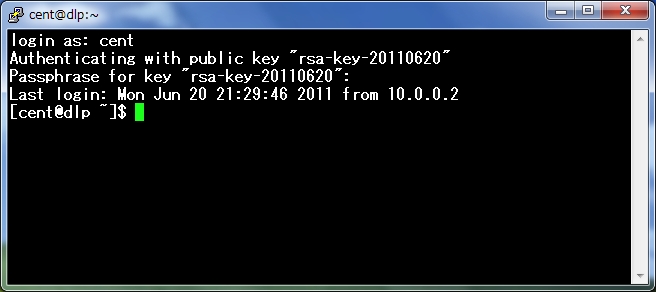 cent@dlp:~
login as: cent
Authenticating with public key "rsa-key-20110620"
Passphrase for key "rsa-key-20110620":
Last login: Mon Jun 20 21:29:46 2011 from 10.0.0.2
[cent@dlp ~]$